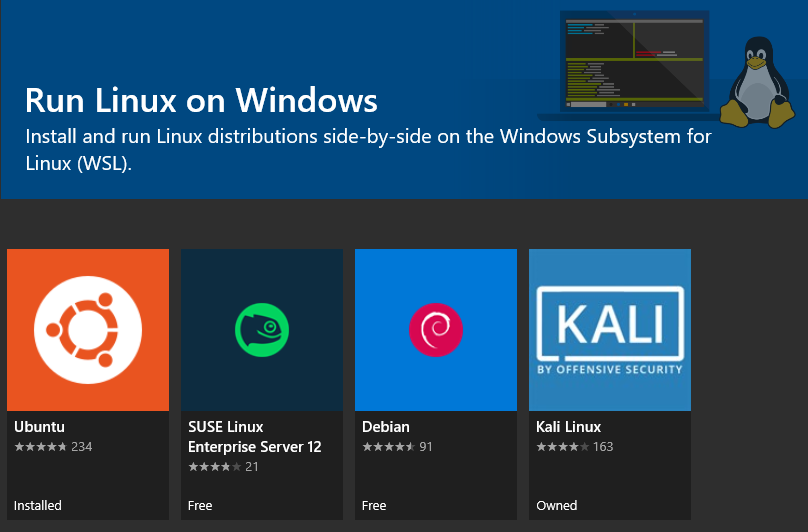 Run Linux on Windows
Install and run Linux distributions side-by-side on the Windows Subsystem for
Linux (WSL).
KALI
BY OFFENSIVE SECURITY
Ubuntu
234
Installed
SUSE Linux
Enterprise Server 12
21
Free
Debian
91
Free
Kali Linux
163
Owned